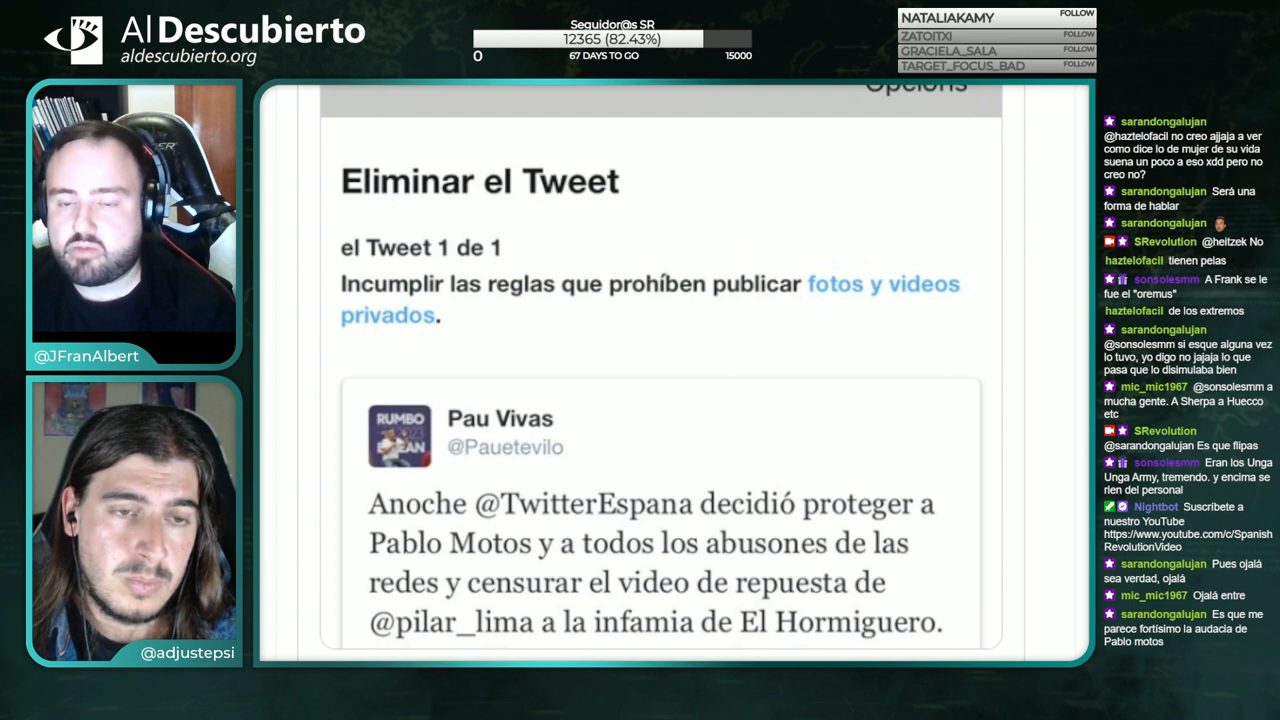 Al Descubierto
aldescubierto.org
Seguidor@s SR
12365 (82.43%)
0
67 DAYS TO GO
15000
NATALIAKAMY FOLLOW
ZATOITXI FOLLOW
GRACIELA_SALA FOLLOW
TARGET_FOCUS_BAD FOLLOW
@JFranAlbert
@adjustepsi
Opcions
Eliminar el Tweet
el Tweet 1 de 1
Incumplir las reglas que prohíben publicar fotos y videos
privados.
RUMBO
Pau Vivas
@Pauetevilo
Anoche @TwitterEspana decidió proteger a
Pablo Motos y a todos los abusones de las
redes y censurar el video de repuesta de
@pilar_lima a la infamia de El Hormiguero.
sarandongalujan
@haztelofacil no creo ajjaja a ver
como dice lo de mujer de su vida
suena un poco a eso xdd pero no
creo no?
sarandongalujan Será una
forma de hablar
sarandongalujan
SRevolution @heitzek No
haztelofacil tienen pelas
sonsolesmm A Frank se le
fue el "oremus"
haztelofacil de los extremos
sarandongalujan
@sonsolesmm si esque alguna vez
lo tuvo, yo digo no jajaja lo que
pasa que lo disimulaba bien
mic_mic1967 @sonsolesmm a
mucha gente. A Sherpa a Huecco
etc
SRevolution
@sarandongalujan Es que flipas
sonsolesmm Eran los Unga
Unga Army, tremendo. y encima se
rien del personal
Nightbot Suscríbete a
nuestro YouTube
https://www.youtube.com/c/Spanish
RevolutionVideo
sarandongalujan Pues ojalá
sea verdad, ojalá
mic_mic1967 Ojalá entre
sarandongalujan Es que me
parece fortísimo la audacia de
Pablo motos